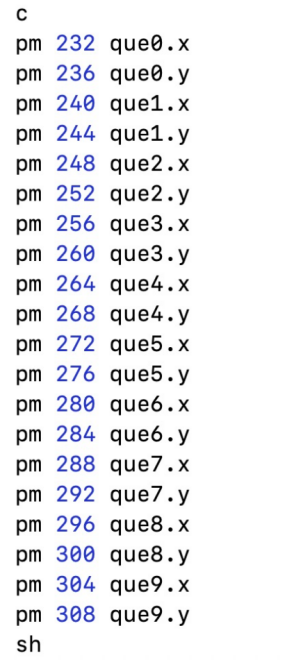 c
pm 232 que0.x
pm 236 que0.y
pm 240 que1.x
pm 244 que1.y
pm 248 que2.x
pm 252 que2.y
pm 256 que3.x
pm 260 que3.y
pm 264 que4.x
pm 268 que4.y
pm 272 que5.x
pm 276 que5.y
pm 280 que6.x
pm 284 que6.y
pm 288 que7.x
pm 292 que7.y
pm 296 que8.x
pm 300 que8.y
pm 304 que9.x
pm 308 que9.y
sh